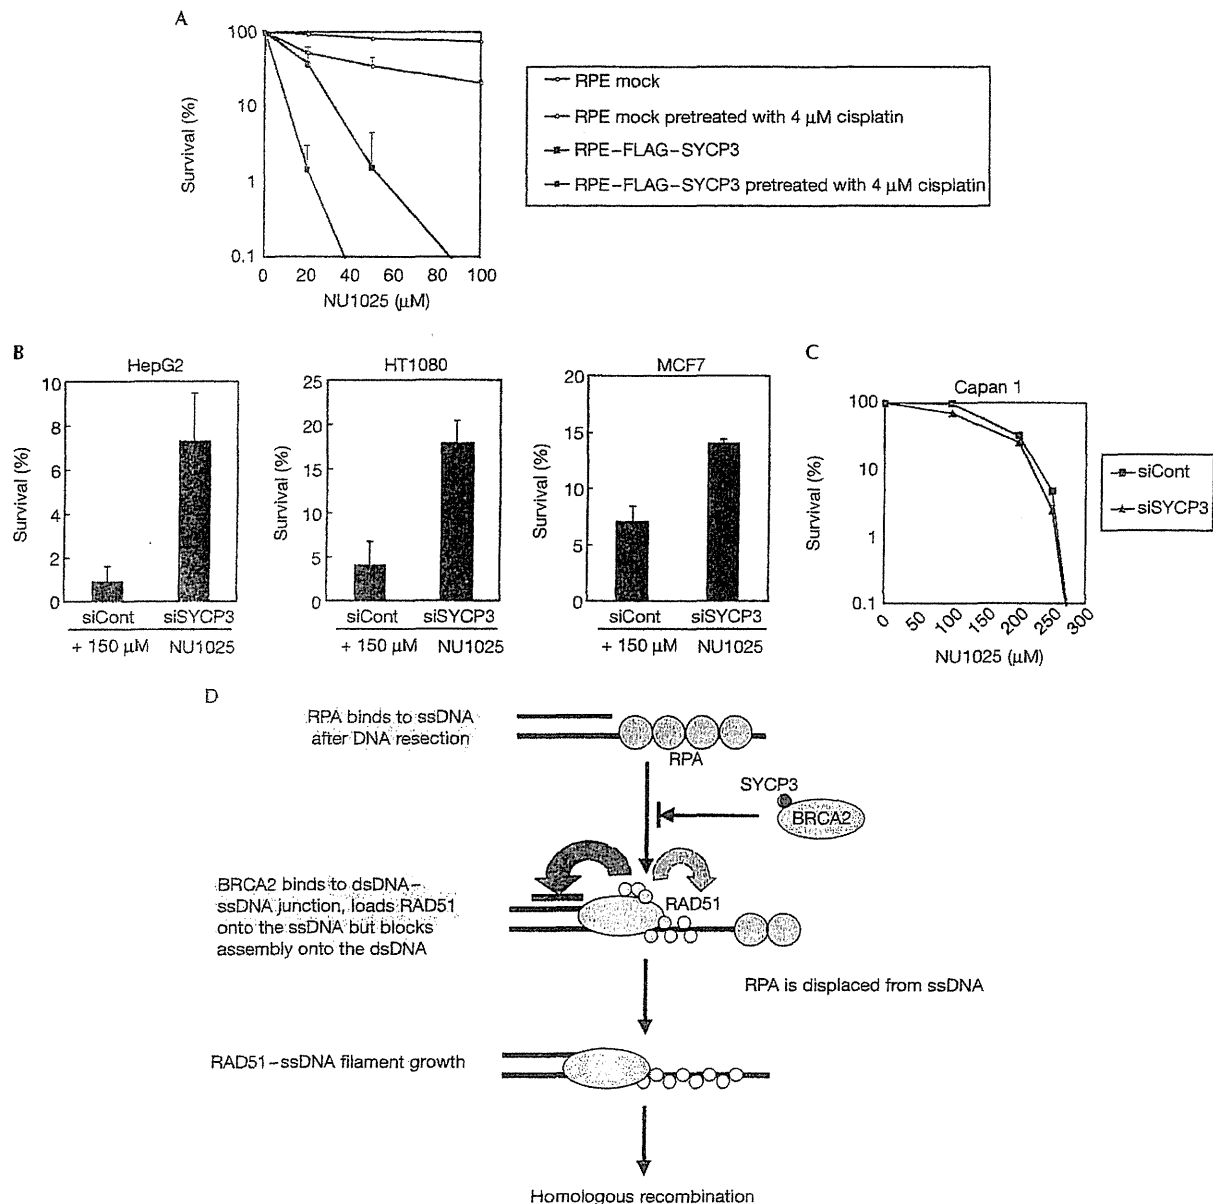 A
100
10
1
0.1
Survival (%)
0 20 40 60 80 100
NU1025 (μM)
RPE mock
RPE mock pretreated with 4 μM cisplatin
RPE–FLAG–SYCP3
RPE–FLAG–SYCP3 pretreated with 4 μM cisplatin
B
HepG2
10
8
6
4
2
0
Survival (%)
siCont siSYCP3
+ 150 μM NU1025
HT1080
25
20
15
10
5
0
Survival (%)
siCont siSYCP3
+ 150 μM NU1025
MCF7
20
15
10
5
0
Survival (%)
siCont siSYCP3
+ 150 μM NU1025
C
Capan 1
100
10
1
0.1
Survival (%)
0 50 100 150 200 250 300
NU1025 (μM)
siCont
siSYCP3
D
RPA binds to ssDNA
after DNA resection
RPA
SYCP3
BRCA2
BRCA2 binds to dsDNA–
ssDNA junction, loads RAD51
onto the ssDNA but blocks
assembly onto the dsDNA
RAD51
RPA is displaced from ssDNA
RAD51–ssDNA filament growth
Homologous recombination